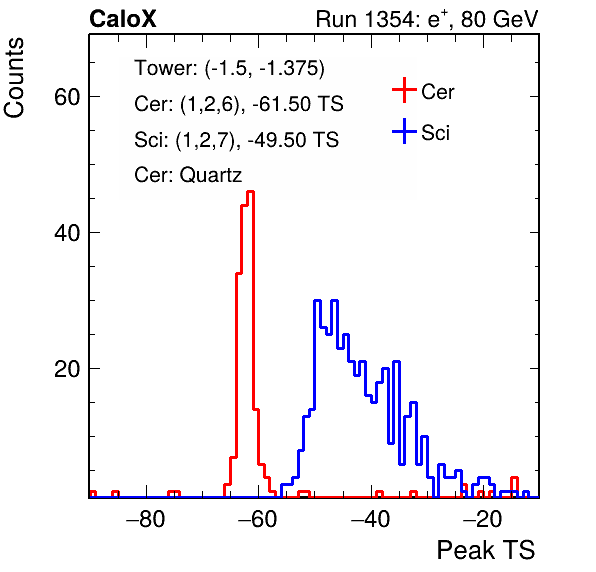 CaloX Run 1354: e⁺, 80 GeV
Counts
Tower: (-1.5, -1.375)
Cer: (1,2,6), -61.50 TS
Sci: (1,2,7), -49.50 TS
Cer: Quartz
Cer
Sci
60
40
20
−80 −60 −40 −20
Peak TS